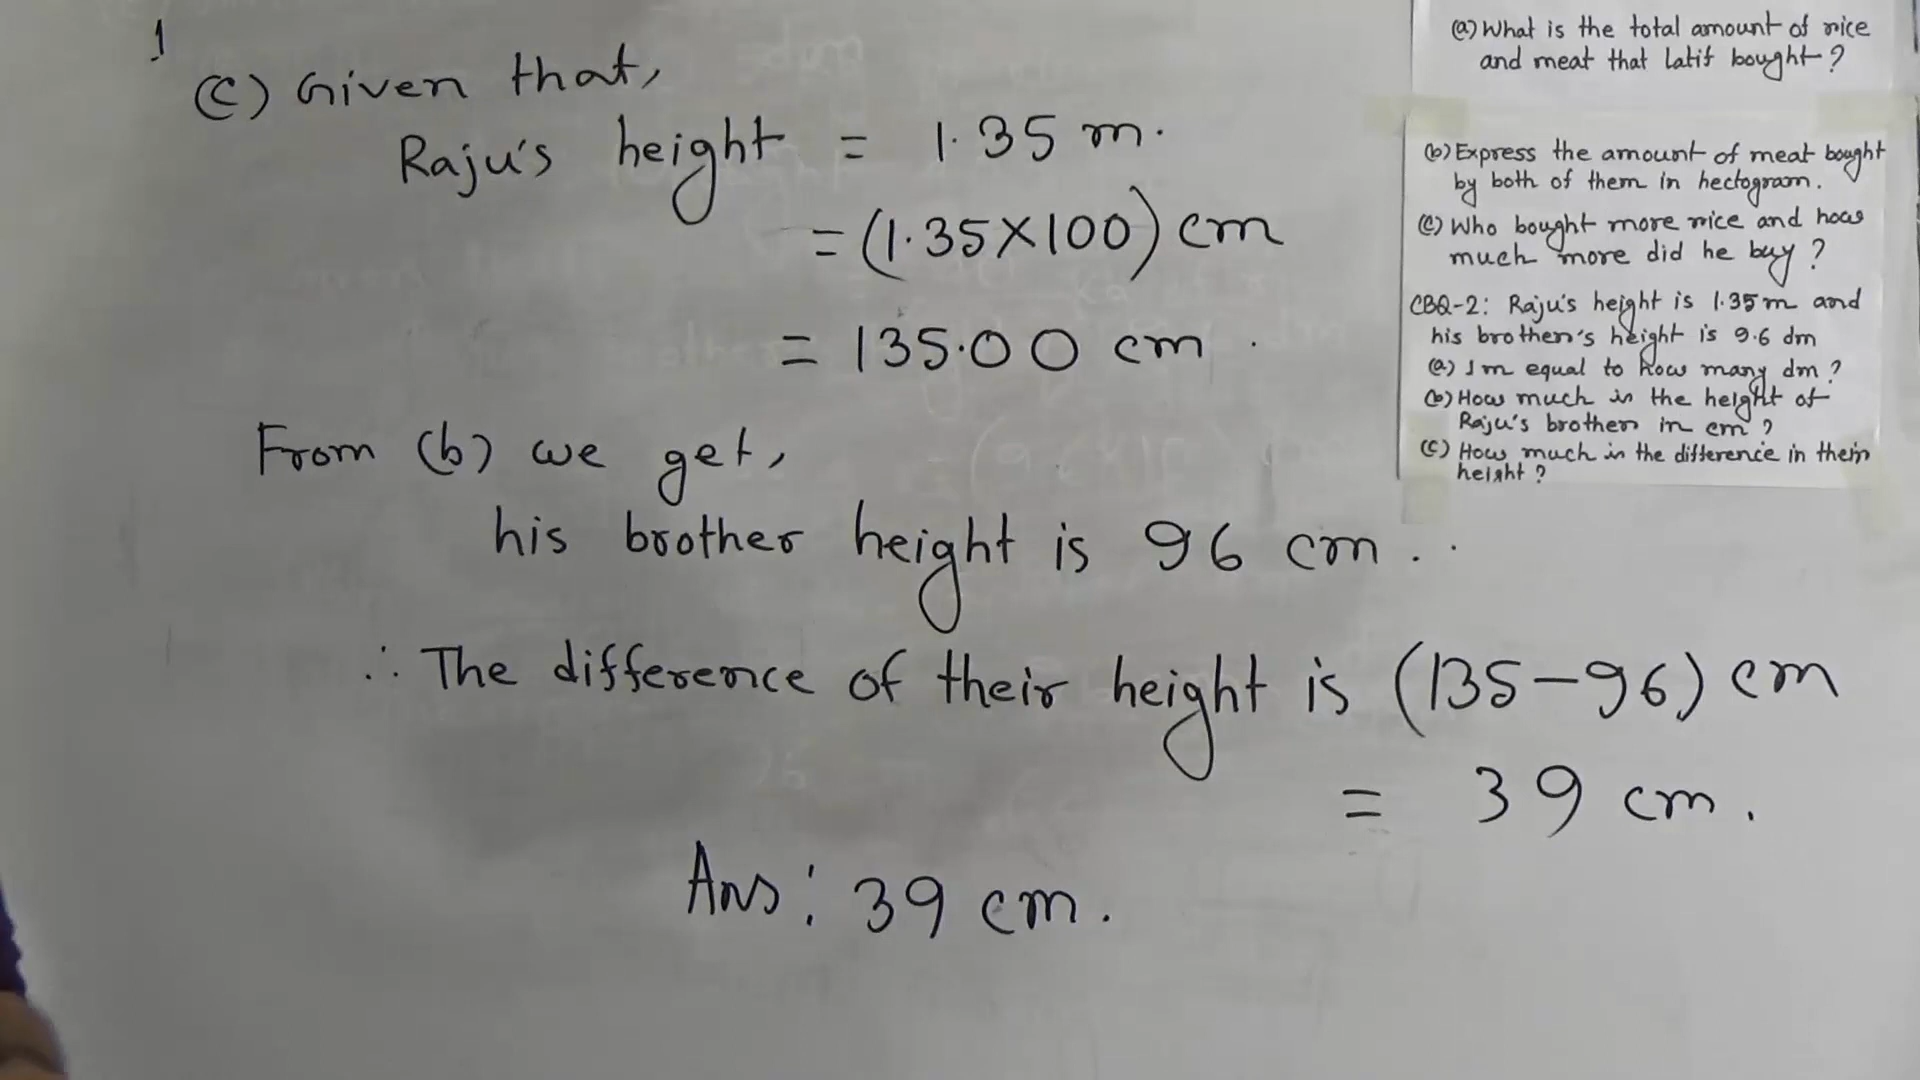 1
(C) Given that,
Raju's height = 1.35 m.
= (1.35×100) cm
= 135.00 cm.
From (b) we get,
his brother height is 96 cm.
∴ The difference of their height is (135-96) cm
= 39 cm.
Ans: 39 cm.
(a) What is the total amount of rice
and meat that Latif bought?
(b) Express the amount of meat bought
by both of them in hectogram.
(c) Who bought more rice and how
much more did he buy?
CBQ-2: Raju's height is 1.35 m and
his brother's height is 9.6 dm
(a) 1 m equal to how many dm?
(b) How much is the height of
Raju's brother in cm?
(c) How much is the difference in their
height?